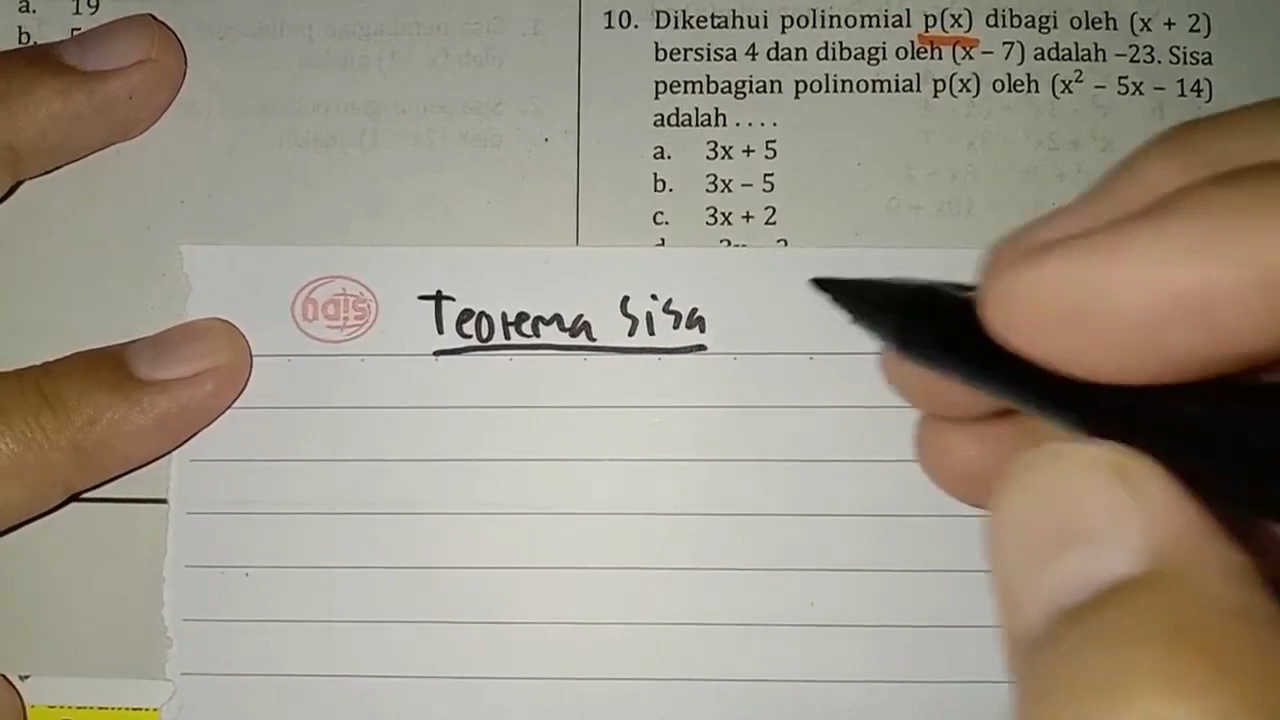 a. 19
b.
10. Diketahui polinomial p(x) dibagi oleh (x + 2)
bersisa 4 dan dibagi oleh (x – 7) adalah –23. Sisa
pembagian polinomial p(x) oleh (x² – 5x – 14)
adalah . . . .
a. 3x + 5
b. 3x – 5
c. 3x + 2
Teorema Sisa